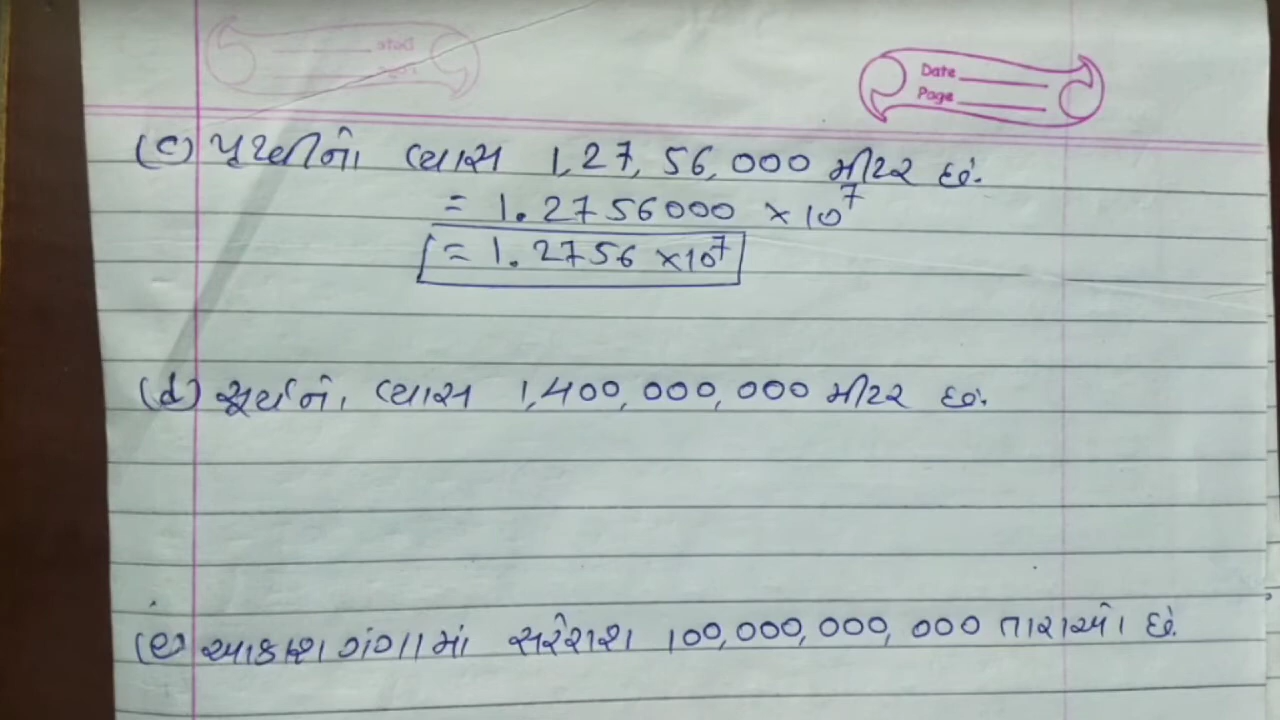 Date
Page
(c) પૃથ્વીનો વ્યાસ 1,27,56,000 મીટર છે.
= 1.2756000 × 10⁷
= 1.2756 × 10⁷
(d) સૂર્યનો વ્યાસ 1,400,000,000 મીટર છે.
(e) આકાશગંગામાં સરેરાશ 100,000,000,000 તારાઓ છે.